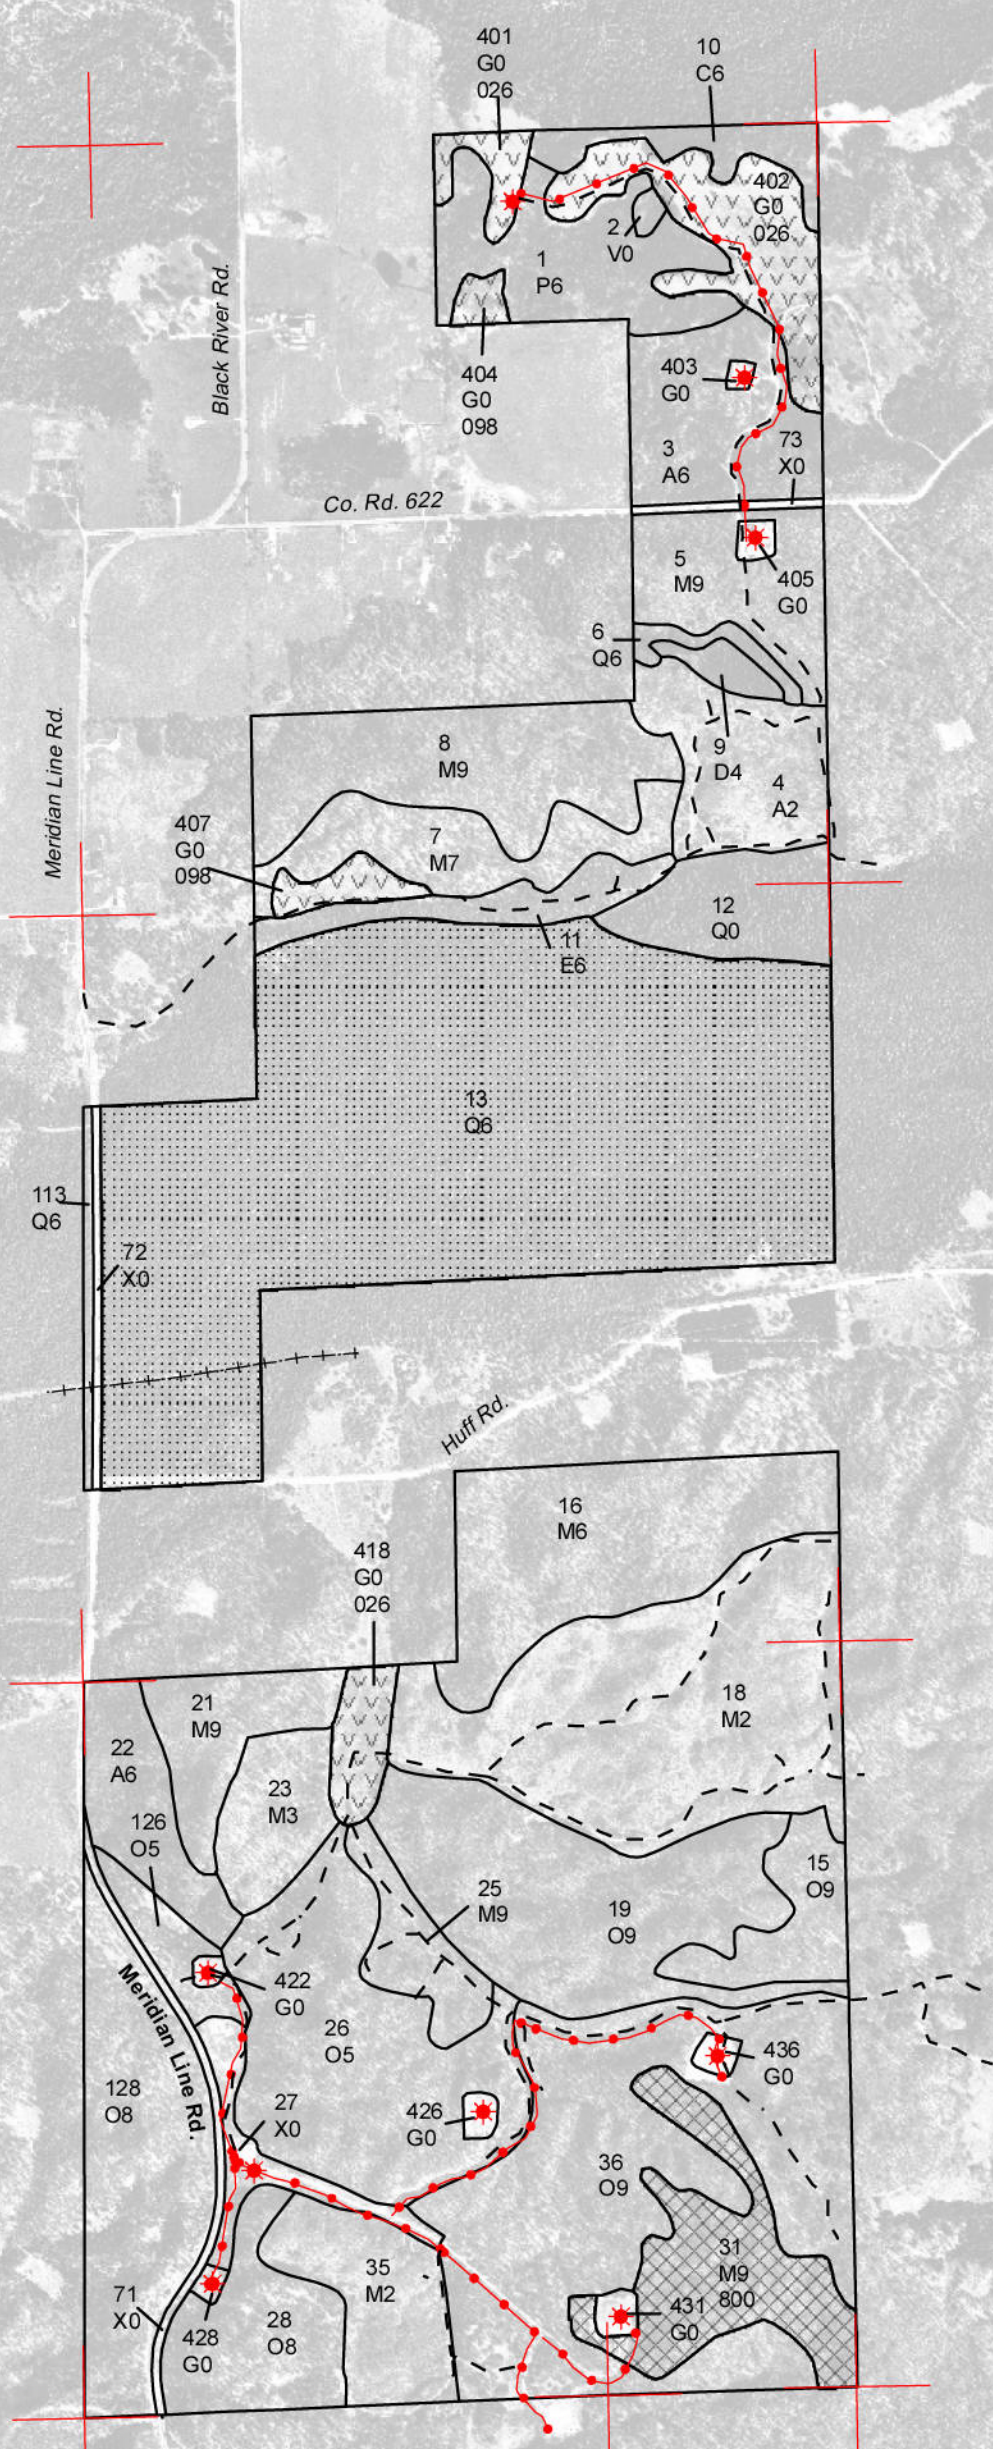 401
G0
026
10
C6
402
G0
026
2
V0
1
P6
Black River Rd.
404
G0
098
403
G0
3
A6
73
X0
Co. Rd. 622
5
M9
405
G0
6
Q6
Meridian Line Rd.
8
M9
9
D4
4
A2
407
G0
098
7
M7
12
Q0
11
E6
13
Q6
113
Q6
72
X0
Huff Rd.
16
M6
418
G0
026
21
M9
18
M2
22
A6
23
M3
126
O5
15
O9
25
M9
19
O9
Meridian Line Rd.
422
G0
26
O5
436
G0
128
O8
27
X0
426
G0
36
O9
31
M9
800
35
M2
71
X0
428
G0
28
O8
431
G0